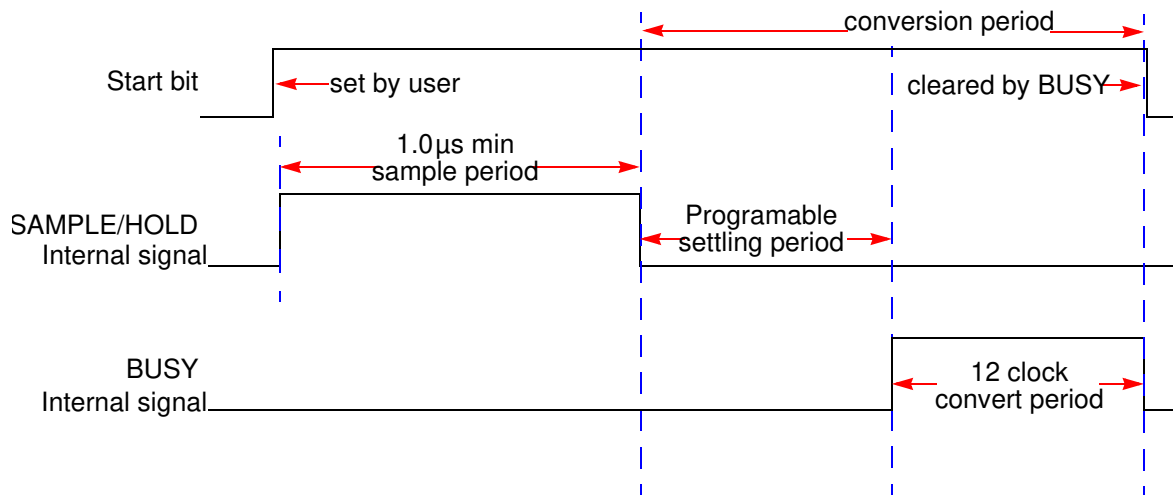 conversion period
Start bit
set by user
cleared by BUSY
1.0µs min
sample period
SAMPLE/HOLD
Internal signal
Programable
settling period
BUSY
Internal signal
12 clock
convert period